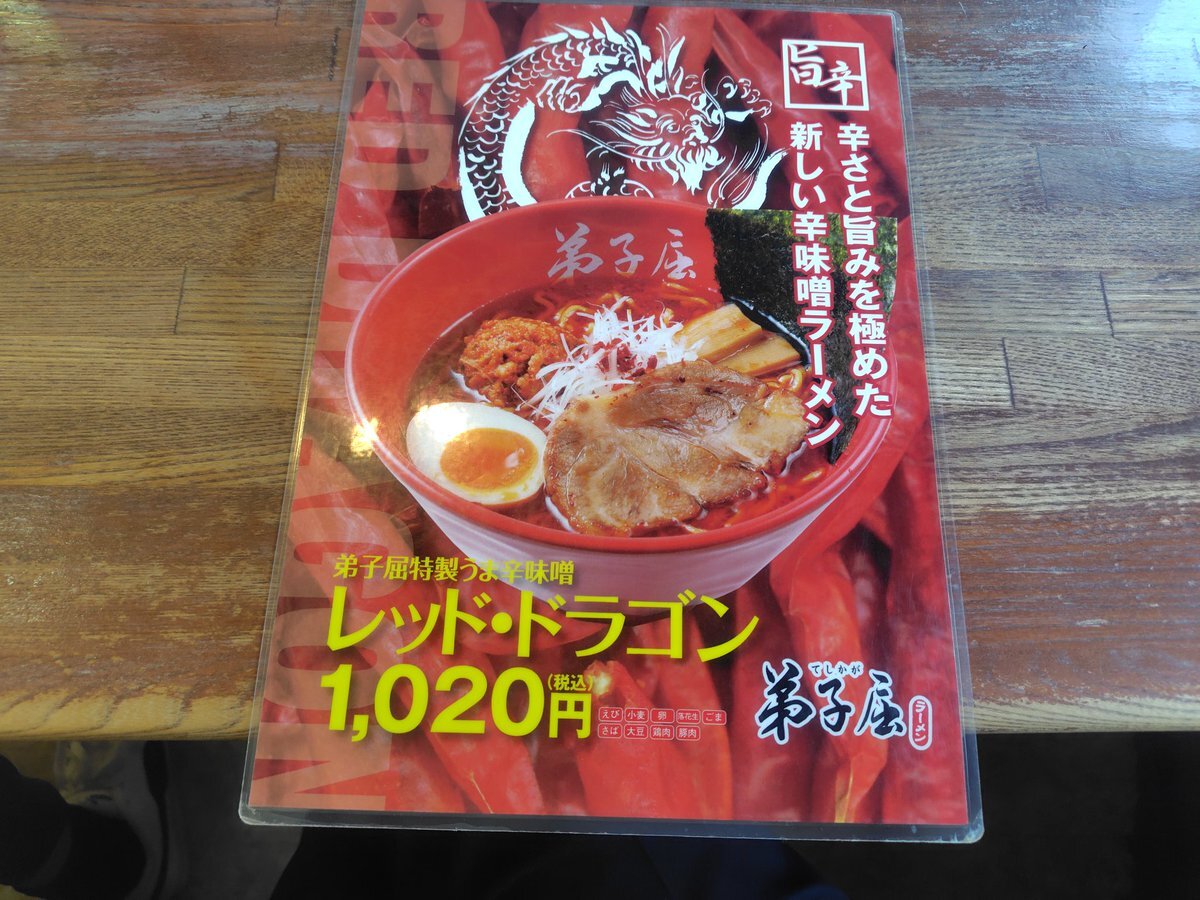 RED DRAGON
旨辛
辛さと旨みを極めた
新しい辛味噌ラーメン
弟子屈
弟子屈特製うま辛味噌
レッド・ドラゴン
1,020円(税込)
えび 小麦 卵 落花生 ごま
さば 大豆 鶏肉 豚肉
てしかが
弟子屈
ラーメン